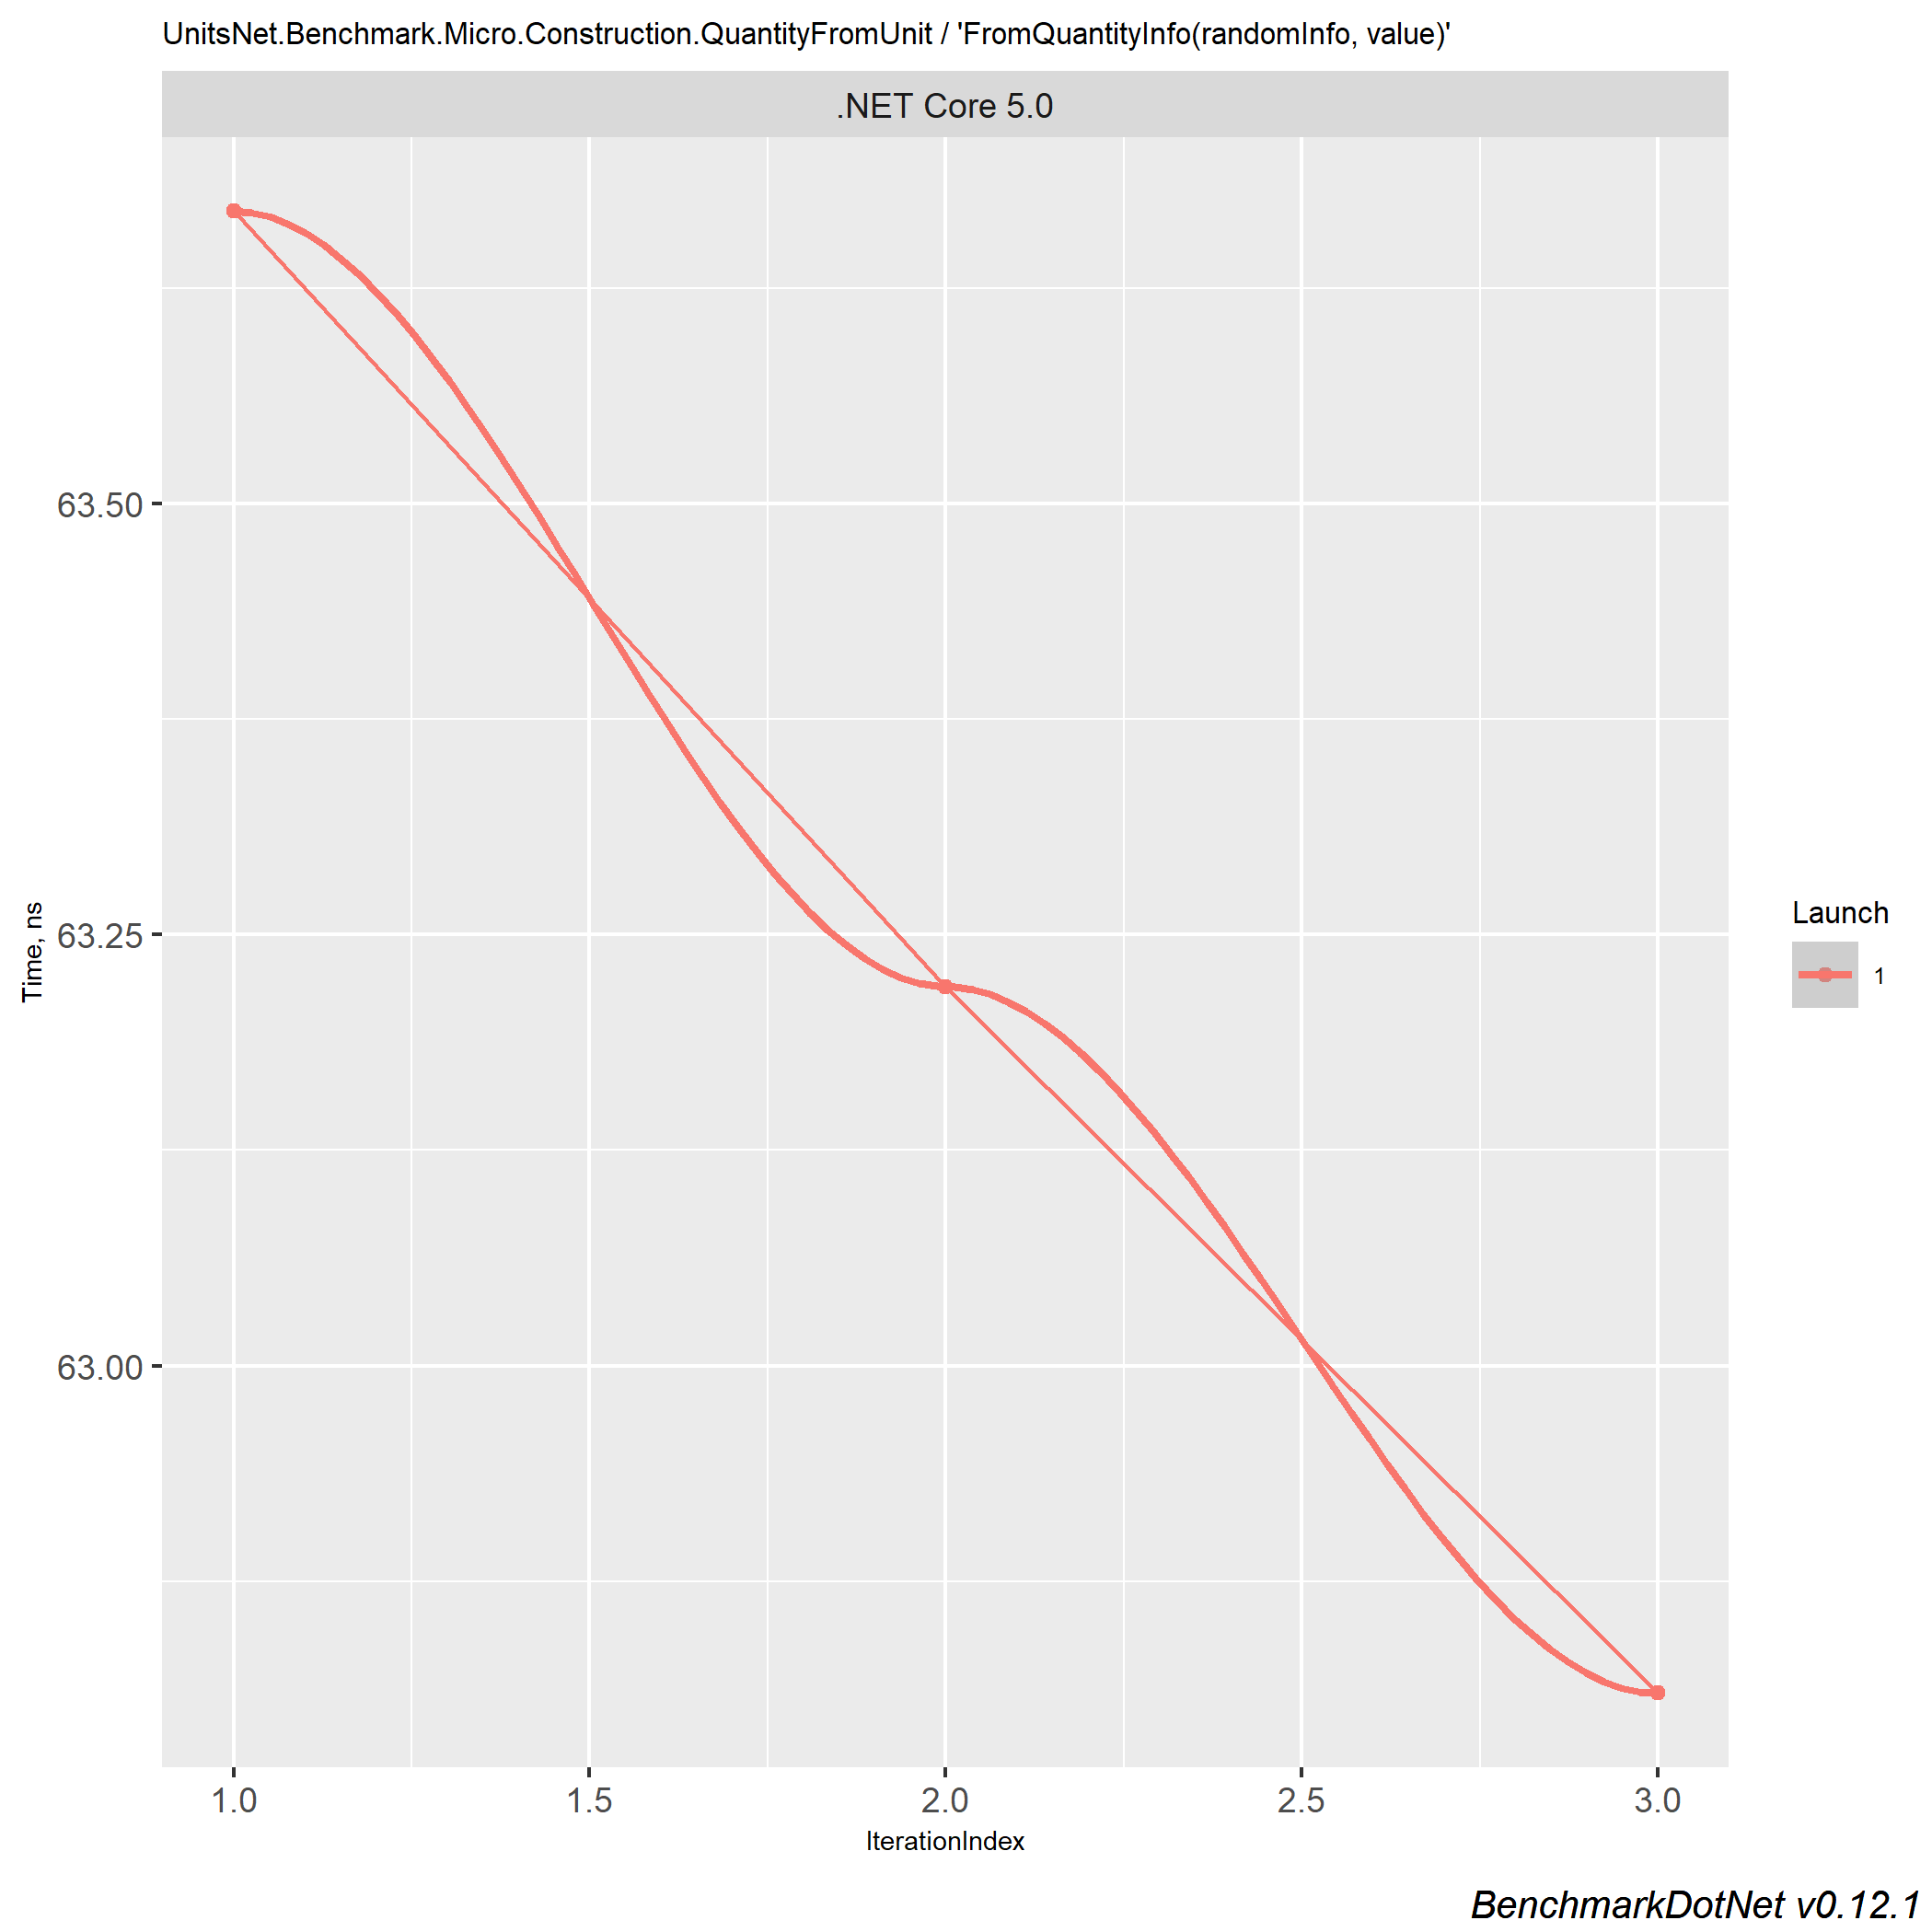 UnitsNet.Benchmark.Micro.Construction.QuantityFromUnit / 'FromQuantityInfo(randomInfo, value)'
.NET Core 5.0
63.50
63.25
63.00
Time, ns
1.0 1.5 2.0 2.5 3.0
IterationIndex
Launch
1
BenchmarkDotNet v0.12.1